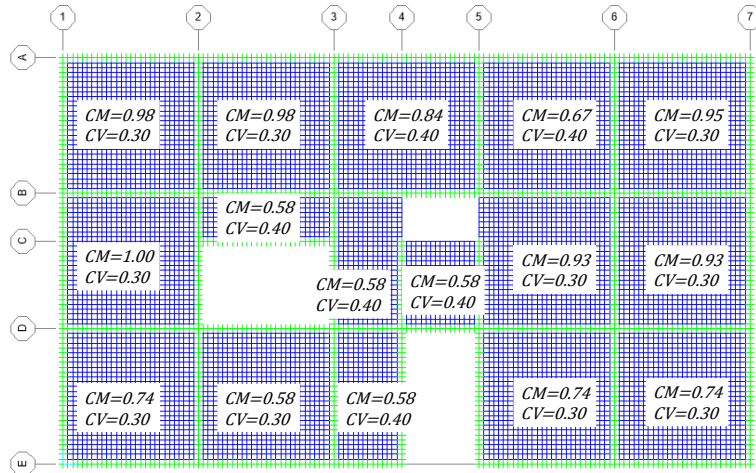 1 2 3 4 5 6 7
A
CM=0.98 CM=0.98 CM=0.84 CM=0.67 CM=0.95
CV=0.30 CV=0.30 CV=0.40 CV=0.40 CV=0.30
B
CM=0.58
CV=0.40
C
CM=1.00 CM=0.93 CM=0.93
CV=0.30 CV=0.30 CV=0.30
CM=0.58 CM=0.58
CV=0.40 CV=0.40
D
CM=0.74 CM=0.58 CM=0.58 CM=0.74 CM=0.74
CV=0.30 CV=0.30 CV=0.40 CV=0.30 CV=0.30
E